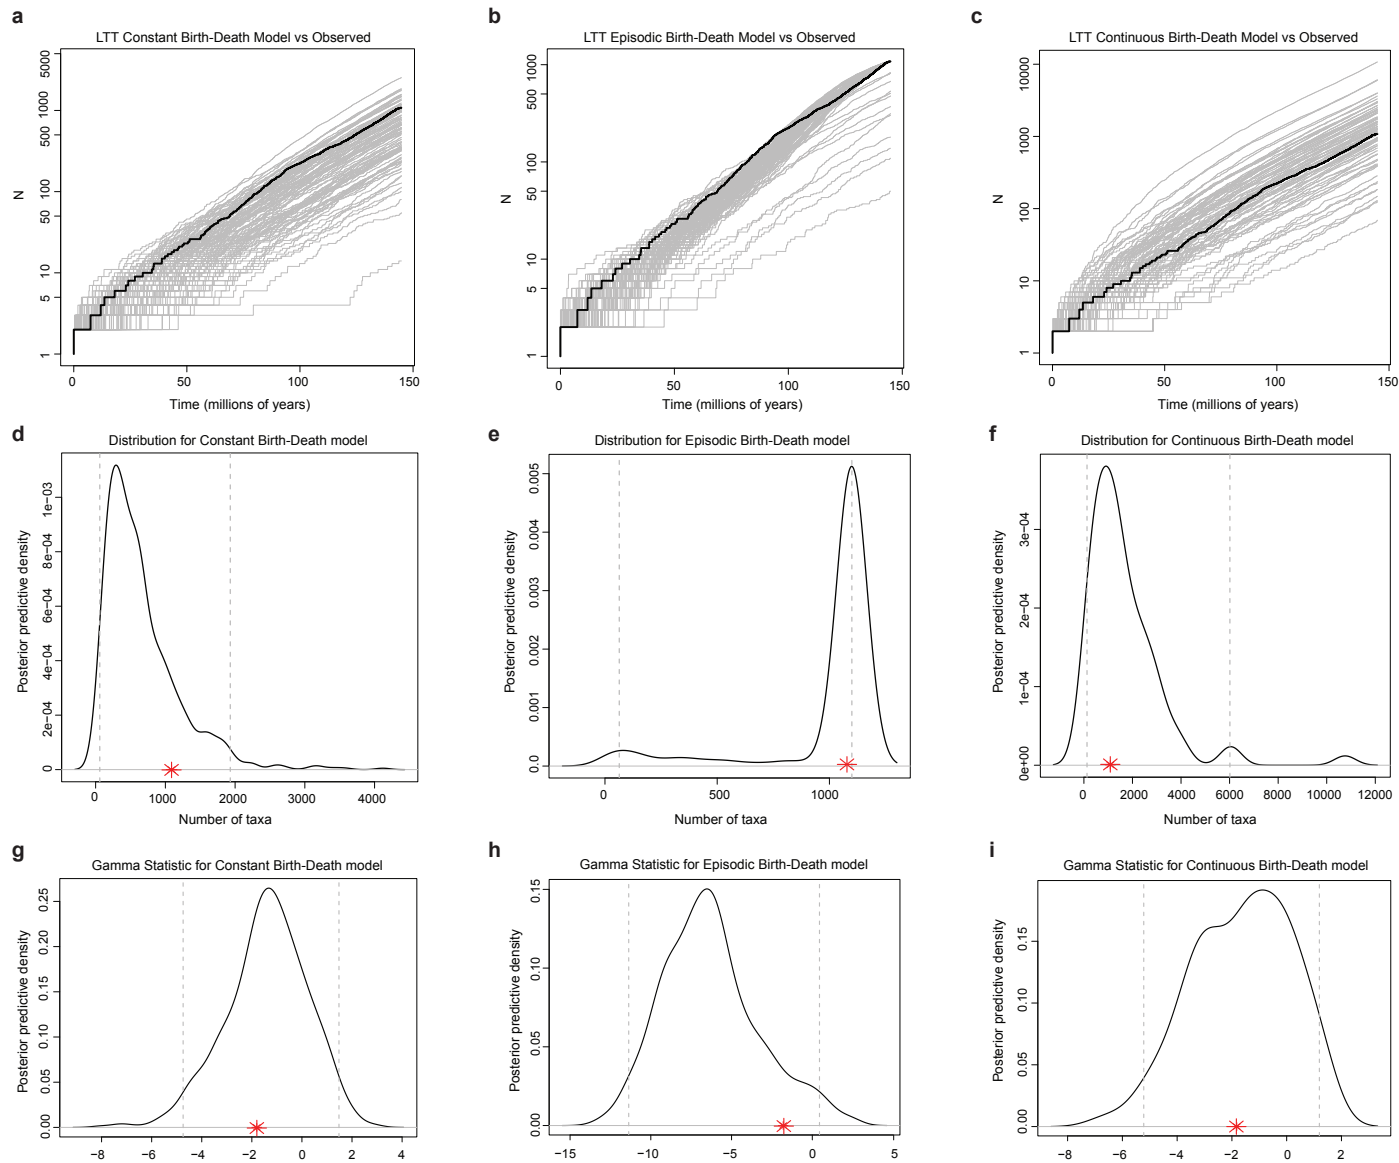 a
LTT Constant Birth-Death Model vs Observed
N
5000
1000
500
100
50
10
5
1
0 50 100 150
Time (millions of years)
b
LTT Episodic Birth-Death Model vs Observed
N
1000
500
100
50
10
5
1
0 50 100 150
Time (millions of years)
c
LTT Continuous Birth-Death Model vs Observed
N
10000
1000
100
10
1
0 50 100 150
Time (millions of years)
d
Distribution for Constant Birth-Death model
Posterior predictive density
1e−03
8e−04
6e−04
4e−04
2e−04
0
0 1000 2000 3000 4000
Number of taxa
e
Distribution for Episodic Birth-Death model
Posterior predictive density
0.005
0.004
0.003
0.002
0.001
0.0
0 500 1000
Number of taxa
f
Distribution for Continuous Birth-Death model
Posterior predictive density
3e−04
2e−04
1e−04
0e+00
0 2000 4000 6000 8000 10000 12000
Number of taxa
g
Gamma Statistic for Constant Birth-Death model
Posterior predictive density
0.25
0.20
0.15
0.10
0.05
0.00
−8 −6 −4 −2 0 2 4
h
Gamma Statistic for Episodic Birth-Death model
Posterior predictive density
0.15
0.10
0.05
0.00
−15 −10 −5 0 5
i
Gamma Statistic for Continuous Birth-Death model
Posterior predictive density
0.15
0.10
0.05
0.00
−8 −6 −4 −2 0 2